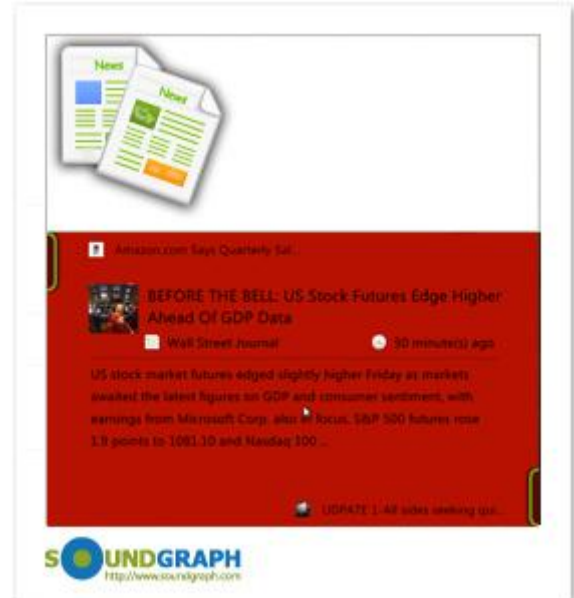 News
News
Amazon.com Says Quarterly Sal...
BEFORE THE BELL: US Stock Futures Edge Higher
Ahead Of GDP Data
Wall Street Journal
30 minute(s) ago
US stock market futures edged slightly higher Friday as markets
awaited the latest figures on GDP and consumer sentiment, with
earnings from Microsoft Corp. also in focus. S&P 500 futures rose
1.9 points to 1081.10 and Nasdaq 100 ...
UDPATE 1-All sides seeking qui...
SOUNDGRAPH
http://www.soundgraph.com